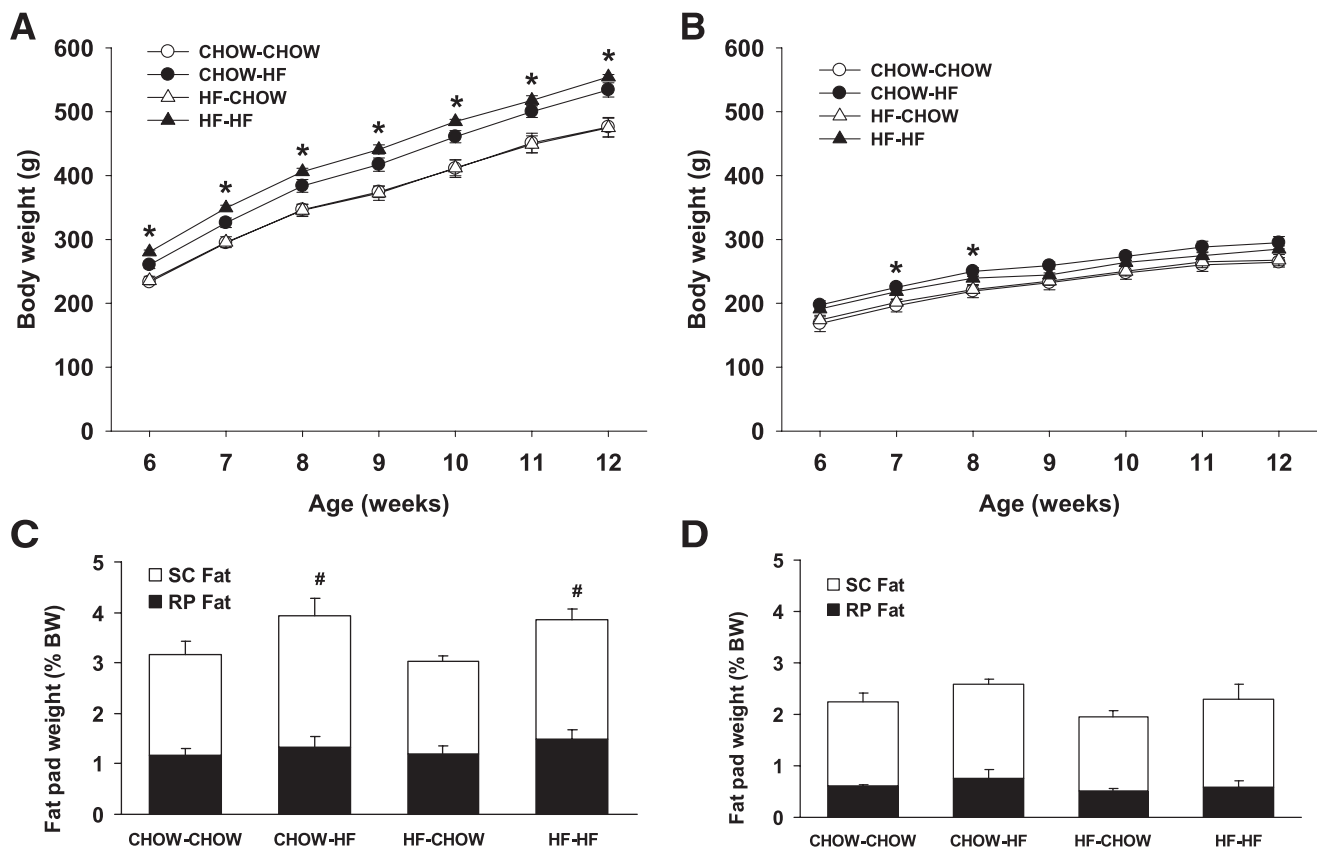 A
Body weight (g)
600
500
400
300
200
100
0
CHOW-CHOW
CHOW-HF
HF-CHOW
HF-HF
* * * * * * *
6 7 8 9 10 11 12
Age (weeks)
B
Body weight (g)
600
500
400
300
200
100
0
CHOW-CHOW
CHOW-HF
HF-CHOW
HF-HF
* *
6 7 8 9 10 11 12
Age (weeks)
C
Fat pad weight (% BW)
5
4
3
2
1
0
SC Fat
RP Fat
# #
CHOW-CHOW CHOW-HF HF-CHOW HF-HF
D
Fat pad weight (% BW)
5
4
3
2
1
0
SC Fat
RP Fat
CHOW-CHOW CHOW-HF HF-CHOW HF-HF